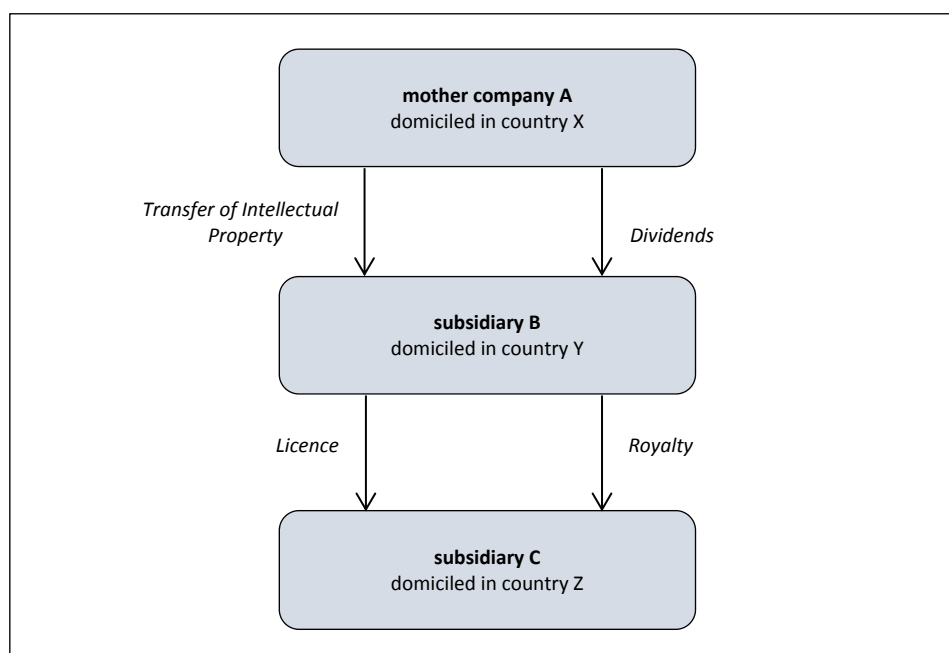 mother company A
domiciled in country X
Transfer of Intellectual
Property
Dividends
subsidiary B
domiciled in country Y
Licence
Royalty
subsidiary C
domiciled in country Z